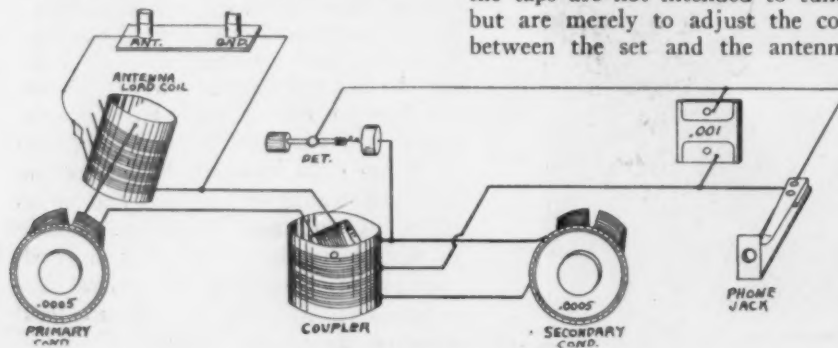 the taps are not intended to tun
but are merely to adjust the co
between the set and the antenn
ANT. GND.
ANTENNA
LOAD COIL
DET.
.001
.0005
.0005
PRIMARY
COND.
COUPLER
SECONDARY
COND.
PHONE
JACK